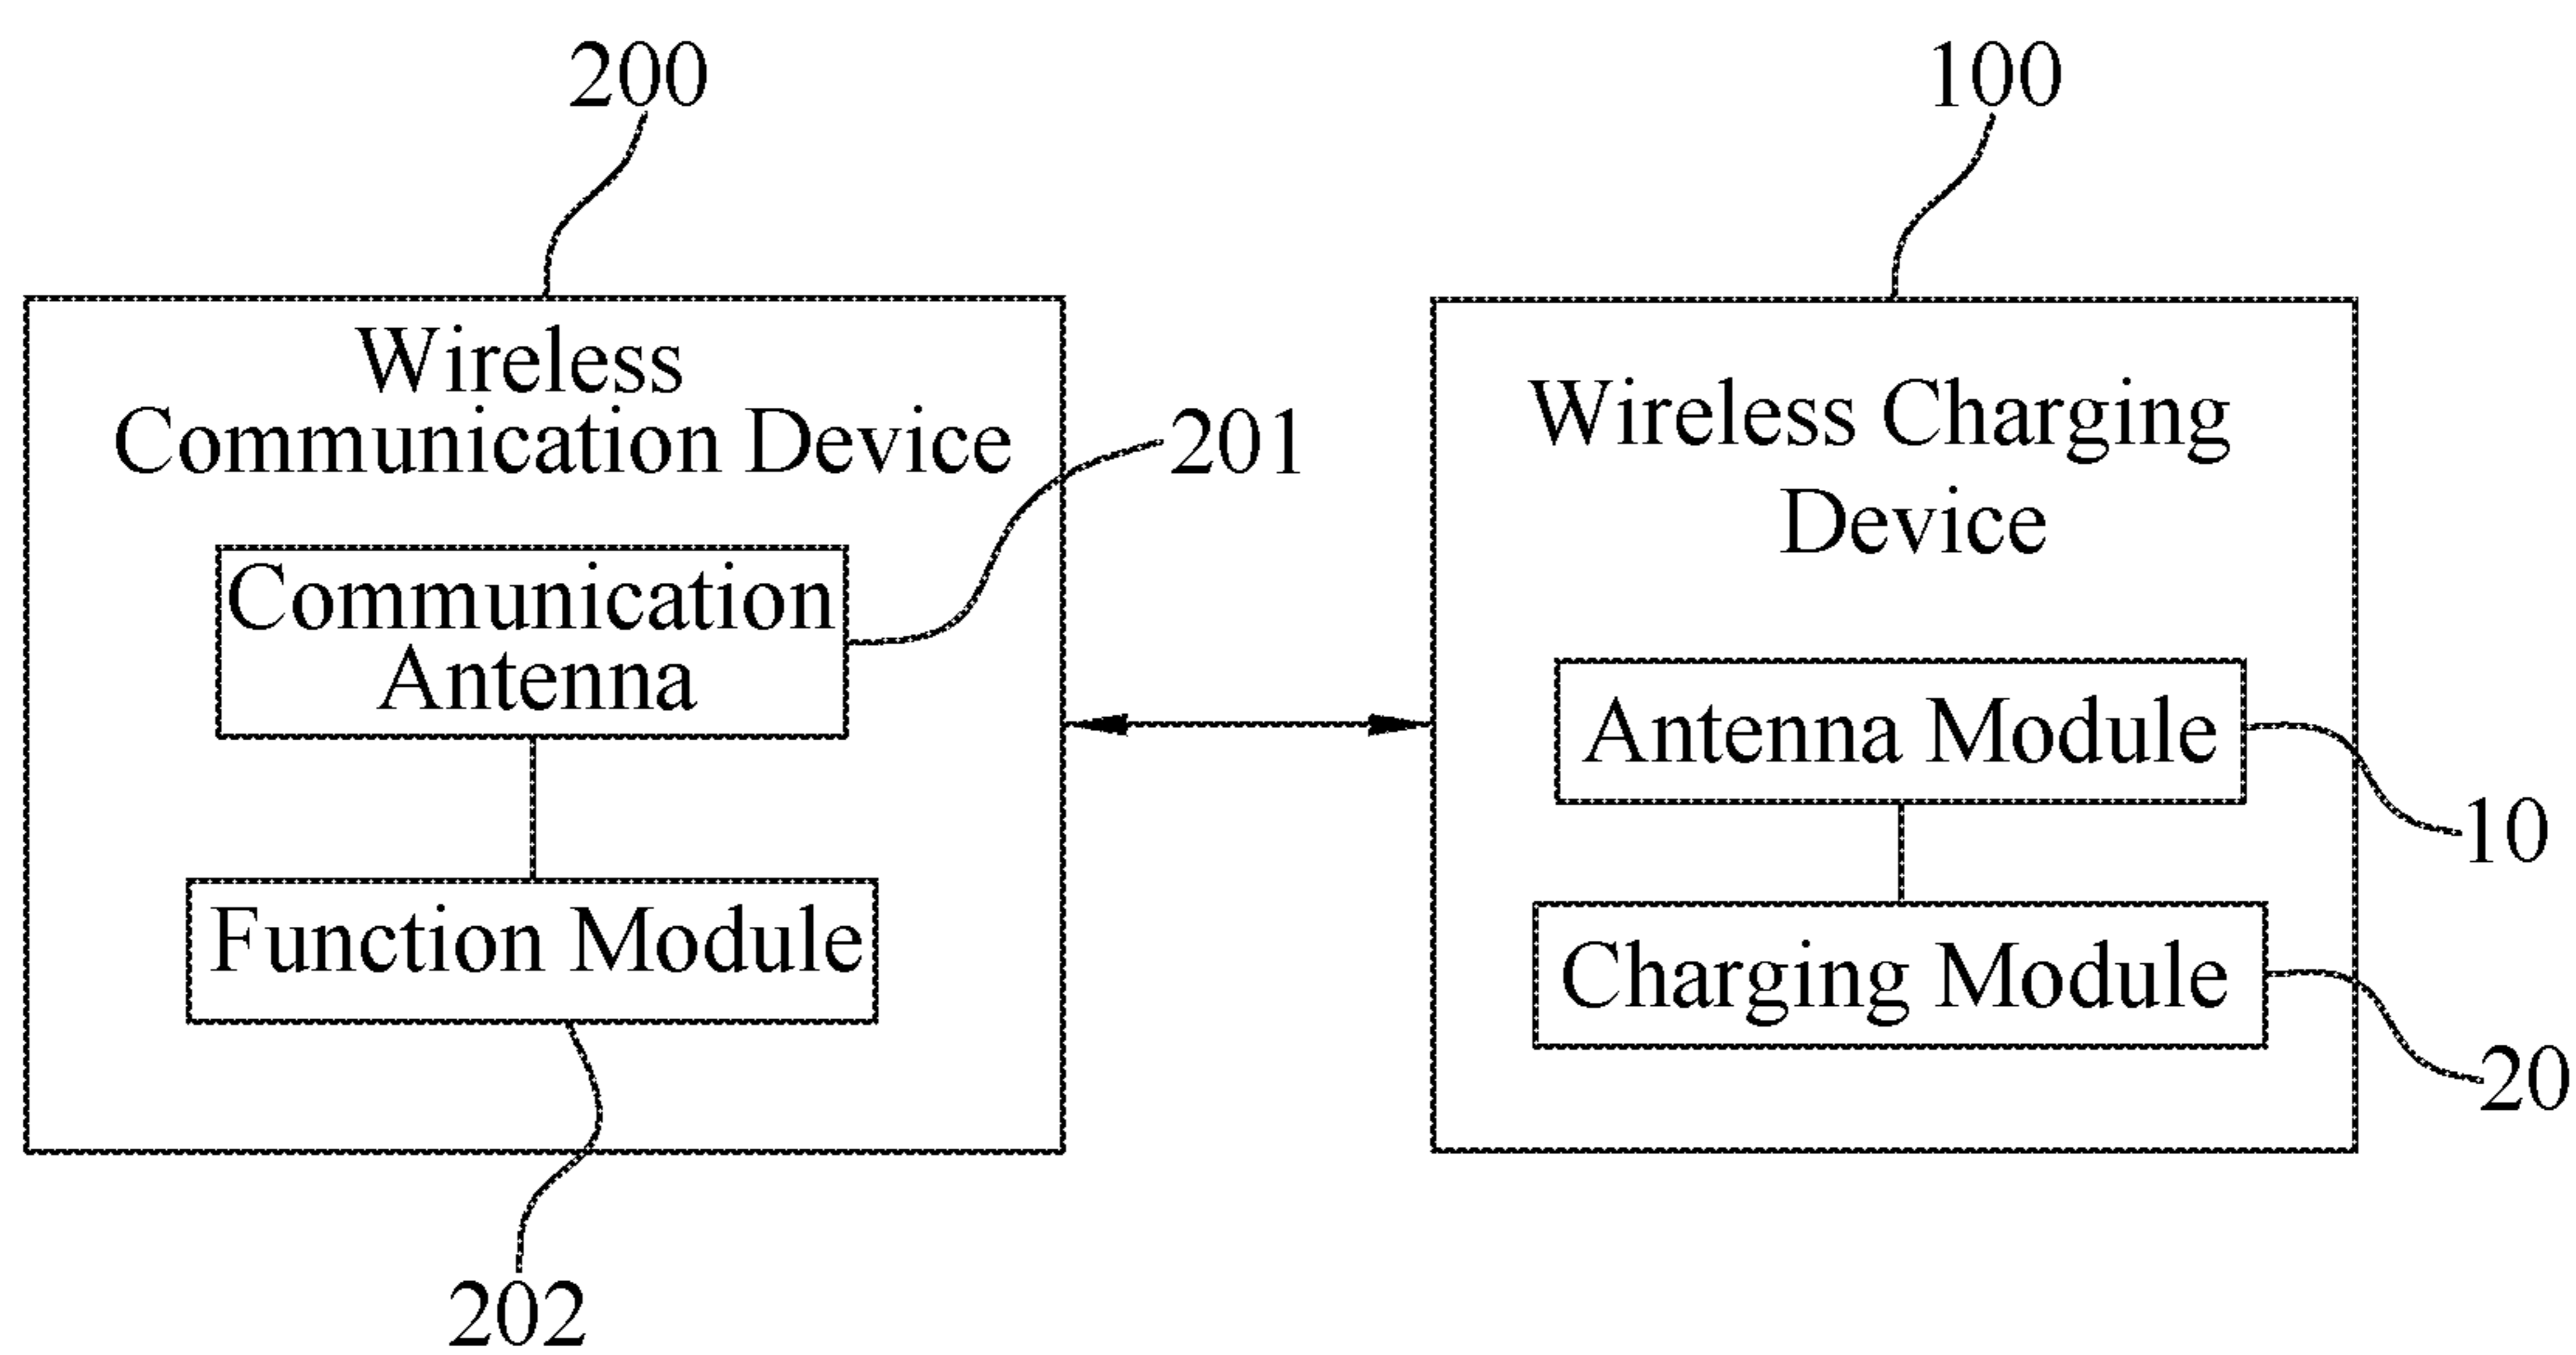 200
100
Wireless
Communication Device
201
Communication
Antenna
Function Module
202
Wireless Charging
Device
Antenna Module
10
Charging Module
20